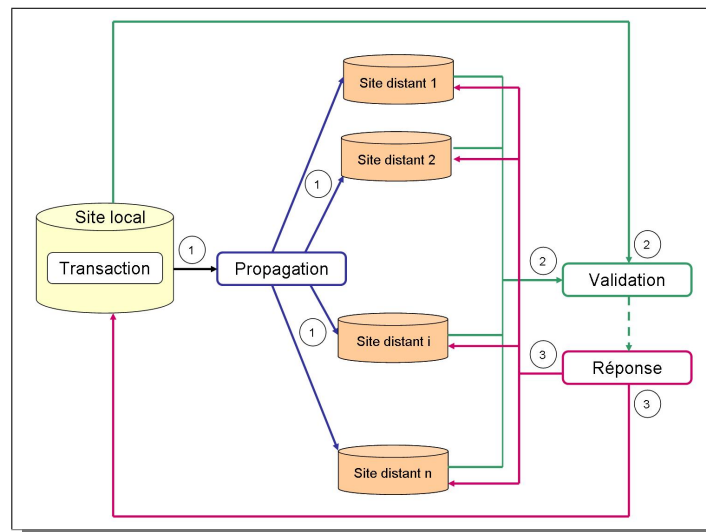 Site distant 1
Site distant 2
1
Site local
1
2
Transaction
Propagation
2
Validation
1
Site distant i
3
Réponse
3
Site distant n